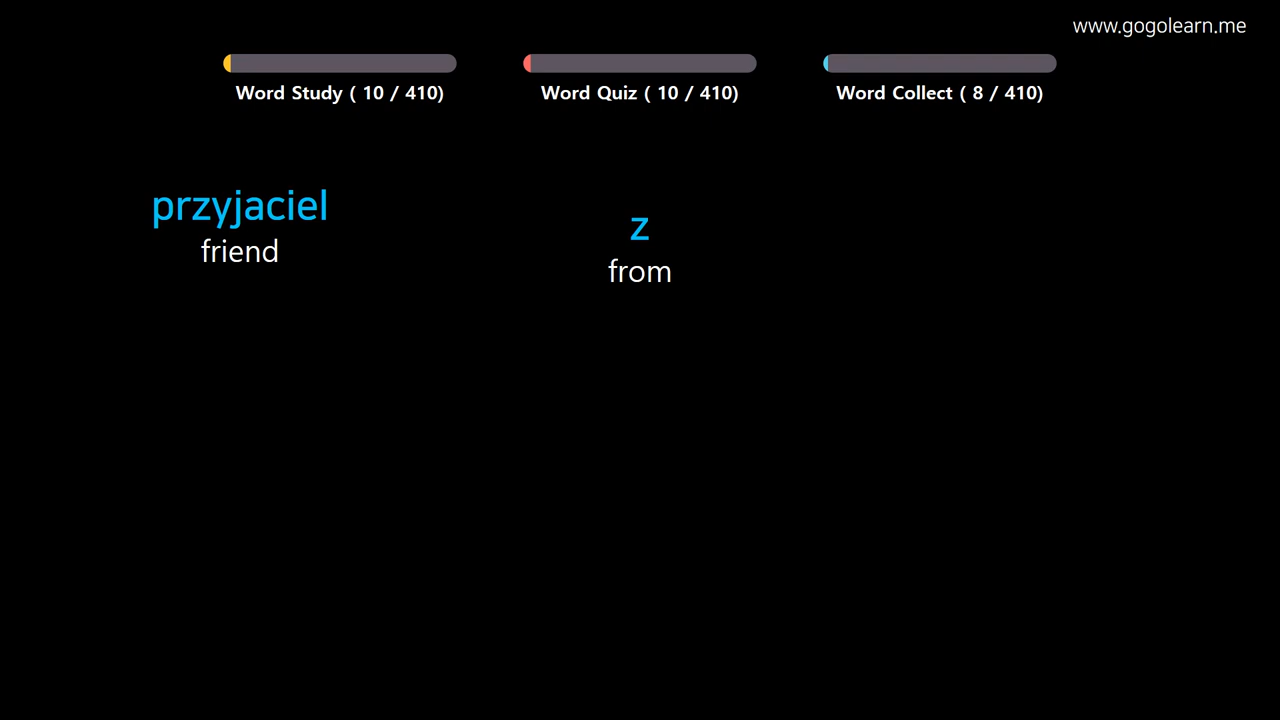 www.gogolearn.me
Word Study ( 10 / 410)
Word Quiz ( 10 / 410)
Word Collect ( 8 / 410)
przyjaciel
friend
z
from